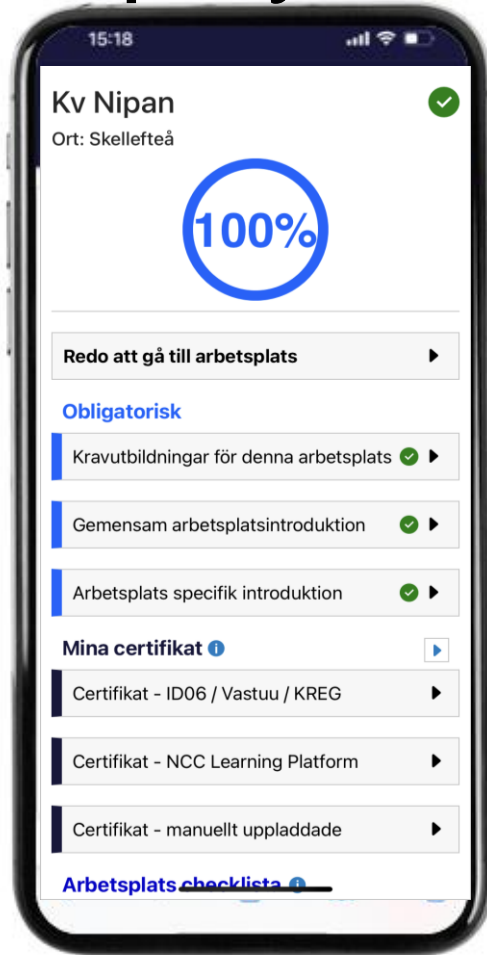 15:18
Kv Nipan
Ort: Skellefteå
100%
Redo att gå till arbetsplats
Obligatorisk
Kravutbildningar för denna arbetsplats
Gemensam arbetsplatsintroduktion
Arbetsplats specifik introduktion
Mina certifikat
Certifikat - ID06 / Vastuu / KREG
Certifikat - NCC Learning Platform
Certifikat - manuellt uppladdade
Arbetsplats checklista